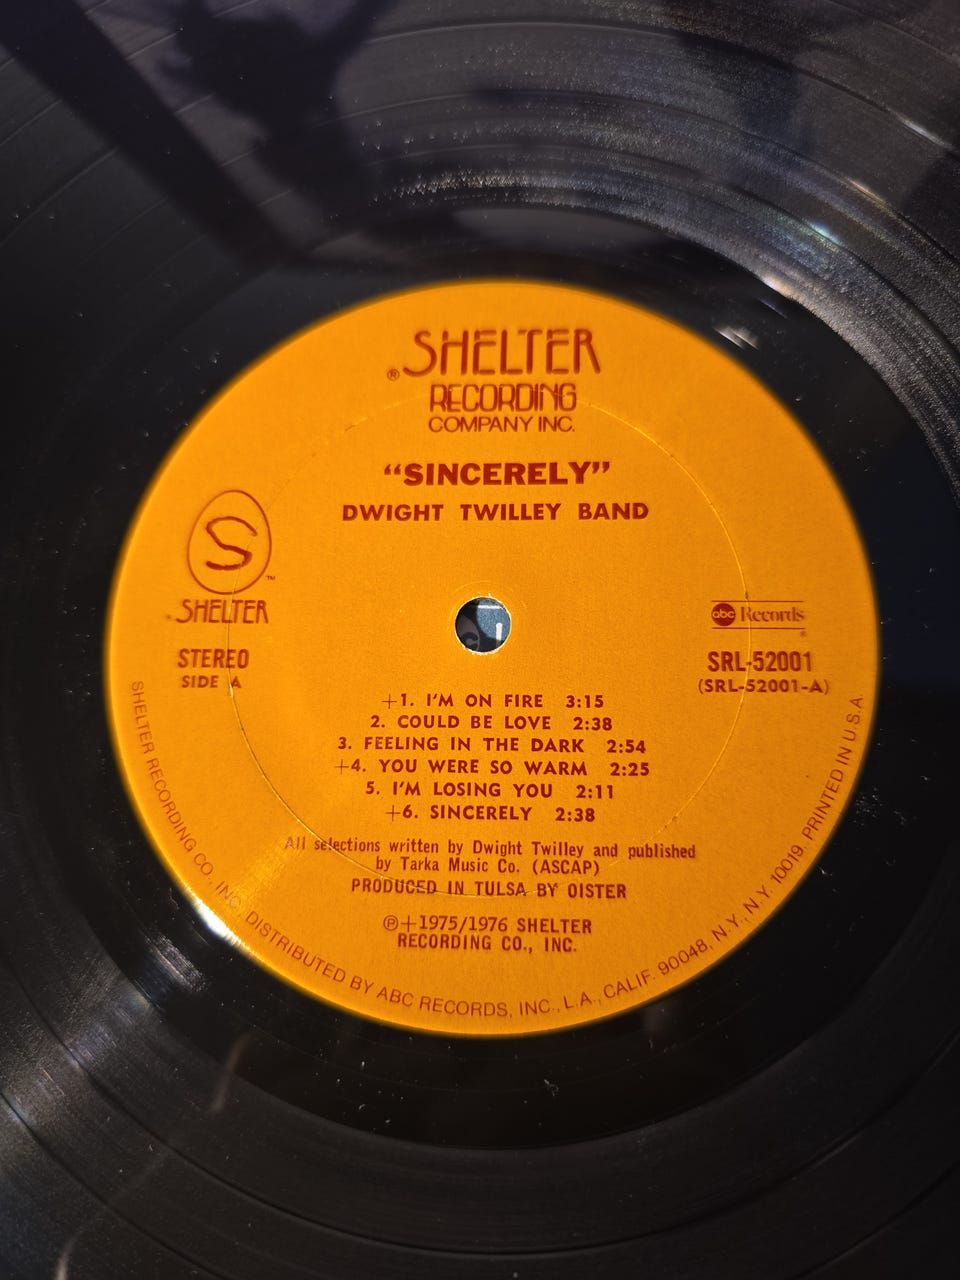 SHELTER
®
RECORDING
COMPANY INC.
“SINCERELY”
DWIGHT TWILLEY BAND
S
™
SHELTER
STEREO
SIDE A
abc Records
SRL-52001
(SRL-52001-A)
+1. I'M ON FIRE 3:15
2. COULD BE LOVE 2:38
3. FEELING IN THE DARK 2:54
+4. YOU WERE SO WARM 2:25
5. I'M LOSING YOU 2:11
+6. SINCERELY 2:38
All selections written by Dwight Twilley and published
by Tarka Music Co. (ASCAP)
PRODUCED IN TULSA BY OISTER
℗+1975/1976 SHELTER
RECORDING CO., INC.
SHELTER RECORDING CO., INC. DISTRIBUTED BY ABC RECORDS, INC., L.A., CALIF. 90048, N.Y., N.Y. 10019. PRINTED IN U.S.A.